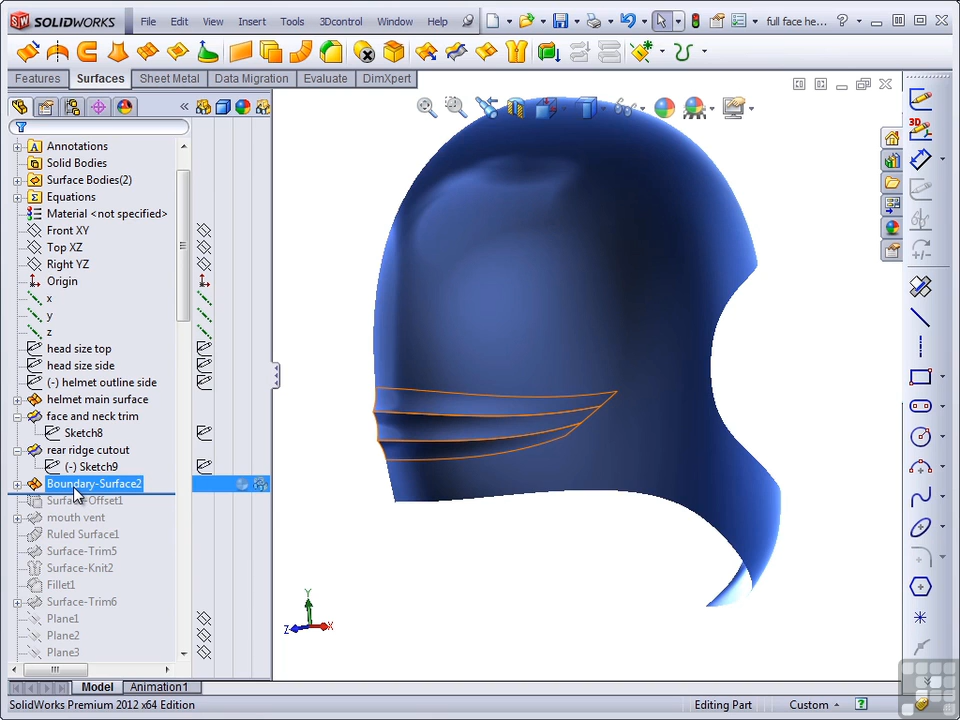 SOLIDWORKS File Edit View Insert Tools 3Dcontrol Window Help full face he... ?
Features Surfaces Sheet Metal Data Migration Evaluate DimXpert
Annotations
Solid Bodies
Surface Bodies(2)
Equations
Material <not specified>
Front XY
Top XZ
Right YZ
Origin
x
y
z
head size top
head size side
(-) helmet outline side
helmet main surface
face and neck trim
Sketch8
rear ridge cutout
(-) Sketch9
Boundary-Surface2
Surface-Offset1
mouth vent
Ruled Surface1
Surface-Trim5
Surface-Knit2
Fillet1
Surface-Trim6
Plane1
Plane2
Plane3
3D
Y
Z X
Model Animation1
SolidWorks Premium 2012 x64 Edition Editing Part Custom ?